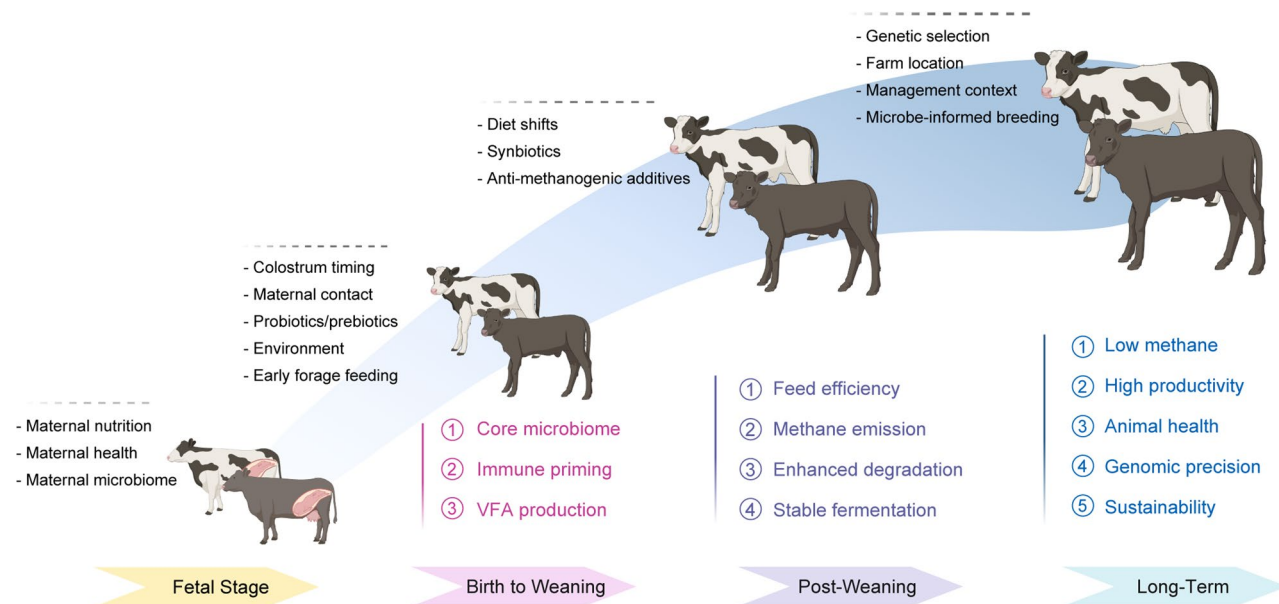 - Genetic selection
- Farm location
- Management context
- Microbe-informed breeding
- Diet shifts
- Synbiotics
- Anti-methanogenic additives
- Colostrum timing
- Maternal contact
- Probiotics/prebiotics
- Environment
- Early forage feeding
- Maternal nutrition
- Maternal health
- Maternal microbiome
1 Core microbiome
2 Immune priming
3 VFA production
1 Feed efficiency
2 Methane emission
3 Enhanced degradation
4 Stable fermentation
1 Low methane
2 High productivity
3 Animal health
4 Genomic precision
5 Sustainability
Fetal Stage
Birth to Weaning
Post-Weaning
Long-Term